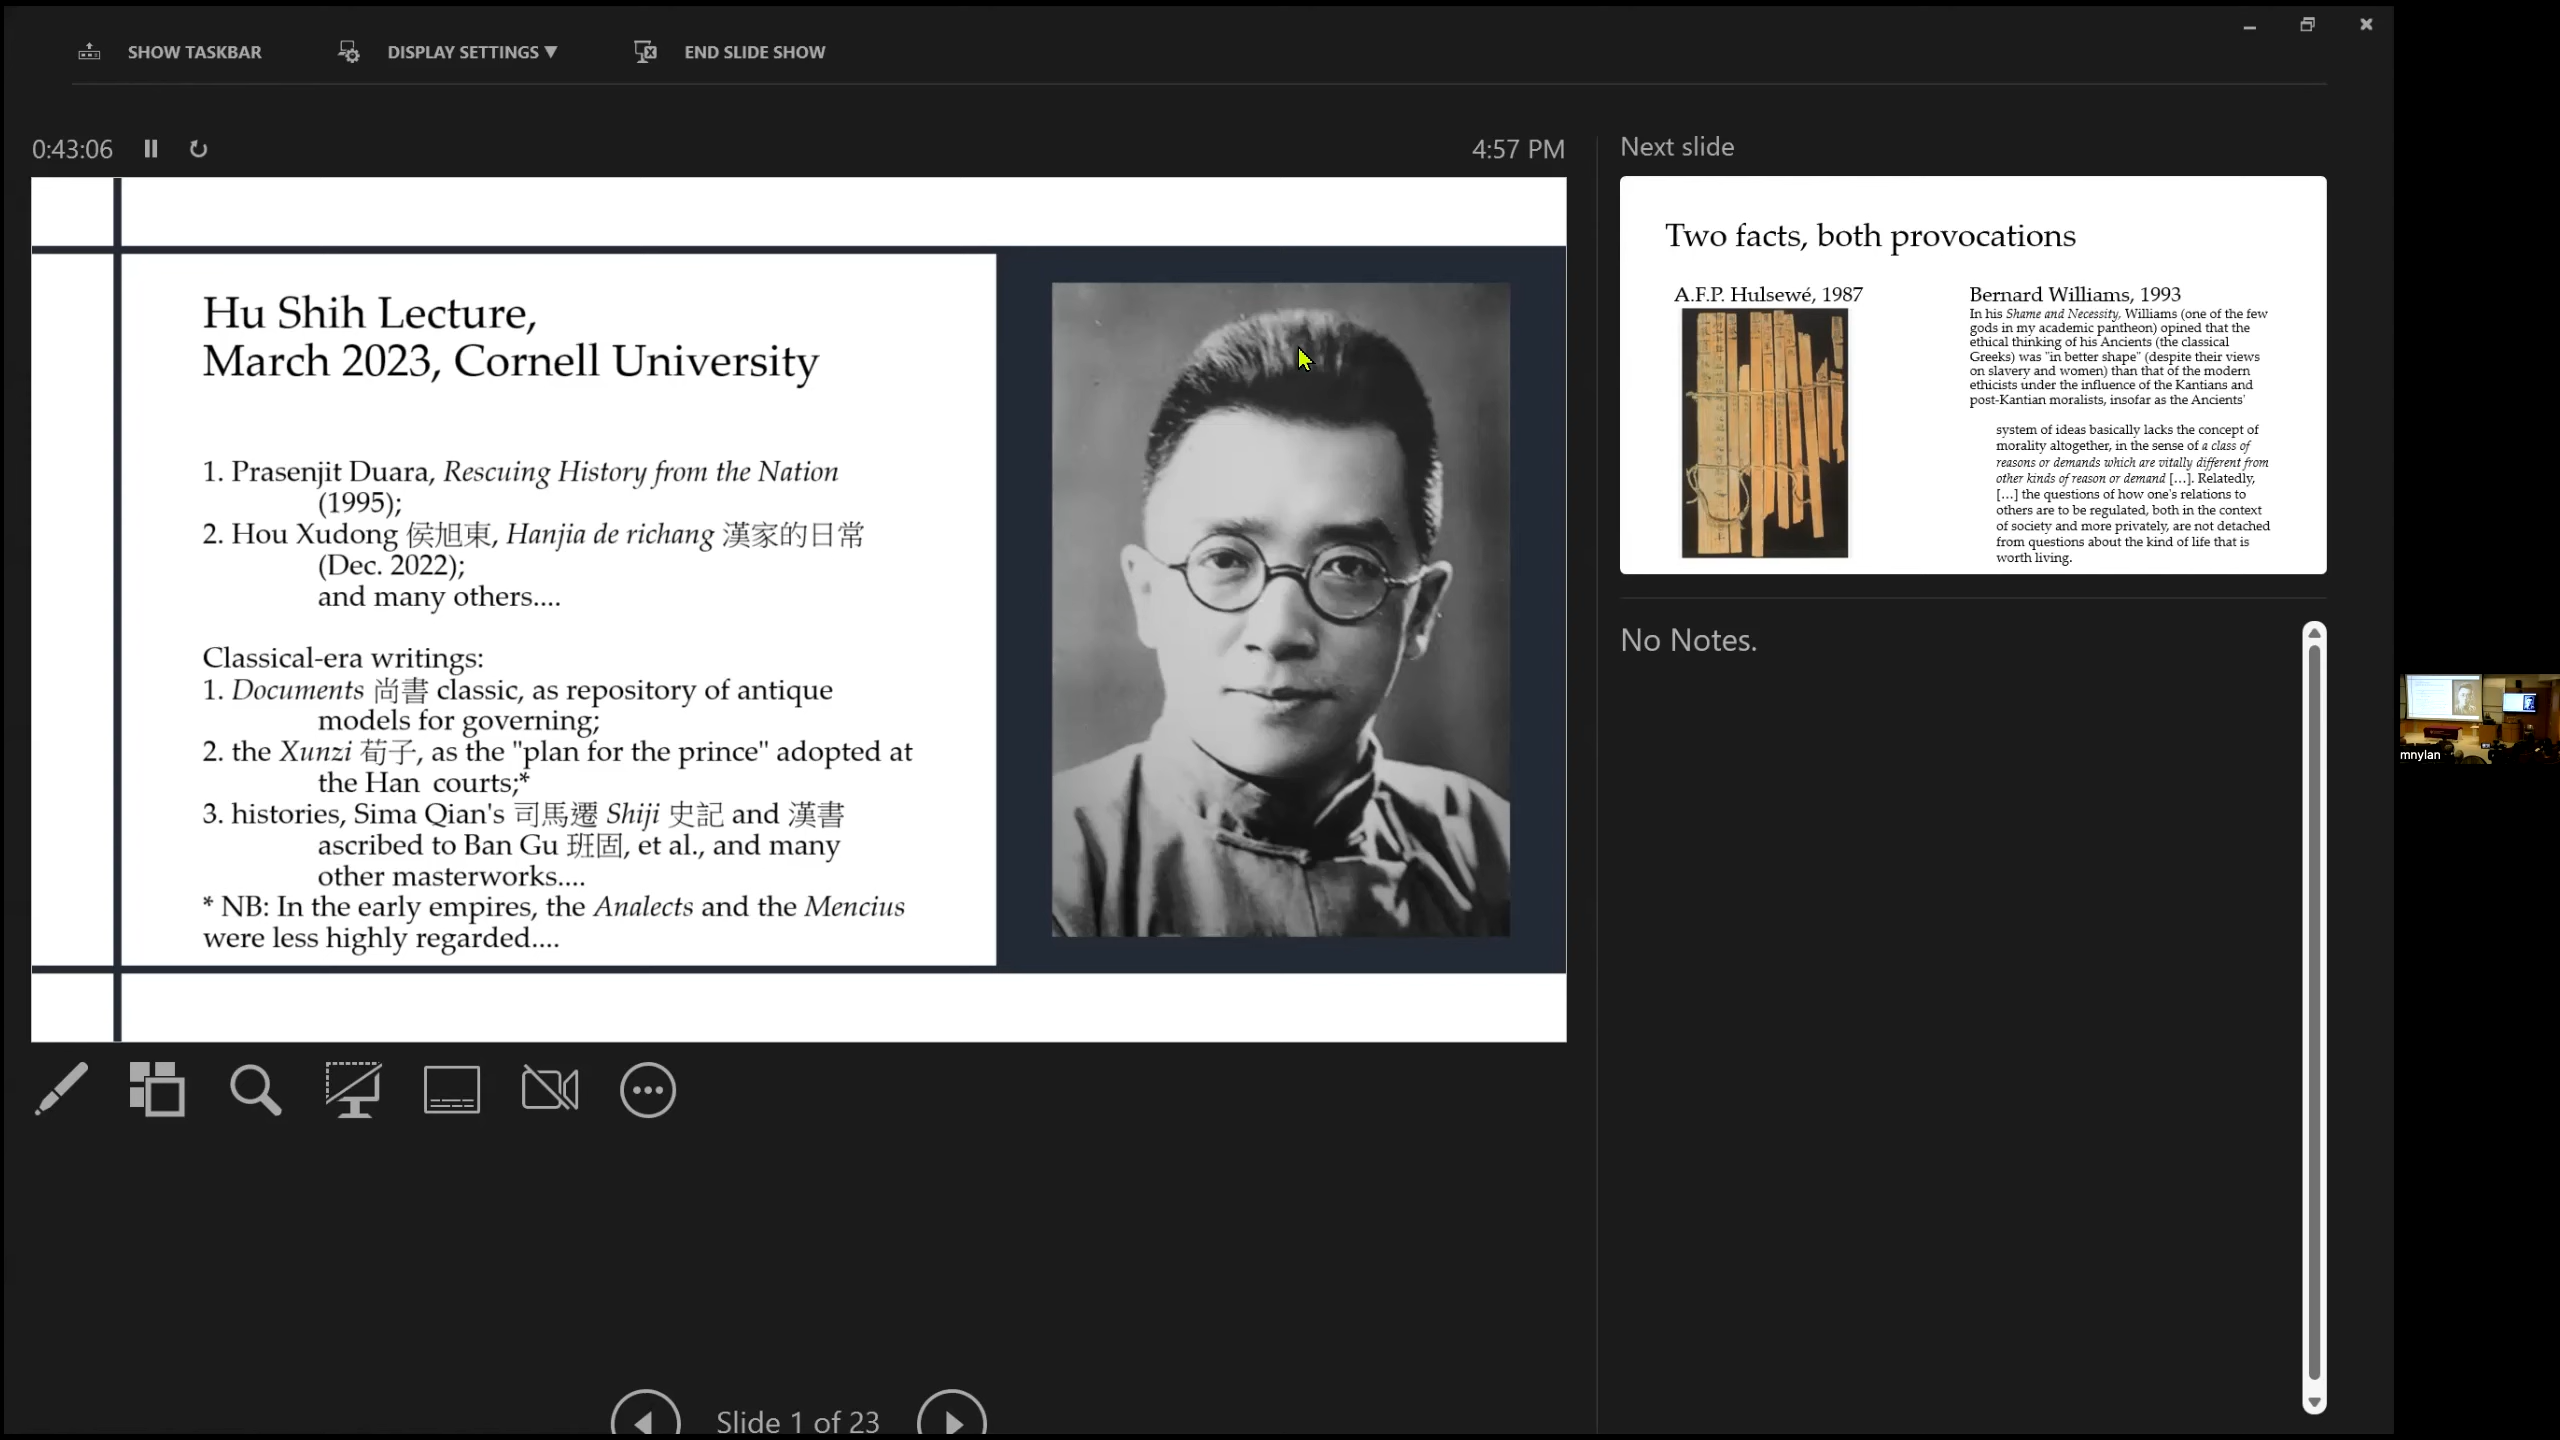 SHOW TASKBAR
DISPLAY SETTINGS ▼
END SLIDE SHOW
0:43:06
4:57 PM
Hu Shih Lecture,
March 2023, Cornell University
1. Prasenjit Duara, Rescuing History from the Nation
(1995);
2. Hou Xudong 侯旭東, Hanjia de richang 漢家的日常
(Dec. 2022);
and many others....
Classical-era writings:
1. Documents 尚書 classic, as repository of antique
models for governing;
2. the Xunzi 荀子, as the "plan for the prince" adopted at
the Han courts;*
3. histories, Sima Qian's 司馬遷 Shiji 史記 and 漢書
ascribed to Ban Gu 班固, et al., and many
other masterworks....
* NB: In the early empires, the Analects and the Mencius
were less highly regarded....
Slide 1 of 23
Next slide
Two facts, both provocations
A.F.P. Hulsewé, 1987
Bernard Williams, 1993
In his Shame and Necessity, Williams (one of the few
gods in my academic pantheon) opined that the
ethical thinking of his Ancients (the classical
Greeks) was "in better shape" (despite their views
on slavery and women) than that of the modern
ethicists under the influence of the Kantians and
post-Kantian moralists, insofar as the Ancients'
system of ideas basically lacks the concept of
morality altogether, in the sense of a class of
reasons or demands which are vitally different from
other kinds of reason or demand [...]. Relatedly,
[...] the questions of how one's relations to
others are to be regulated, both in the context
of society and more privately, are not detached
from questions about the kind of life that is
worth living.
No Notes.
mnylan